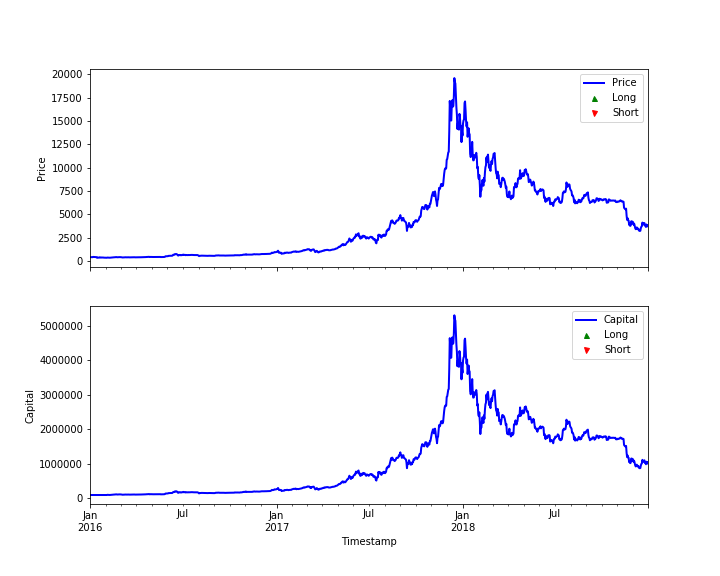 20000
17500
15000
12500
10000
7500
5000
2500
0
Price
Price
Long
Short
5000000
4000000
3000000
2000000
1000000
0
Capital
Capital
Long
Short
Jan
2016
Jul
Jan
2017
Jul
Jan
2018
Jul
Timestamp